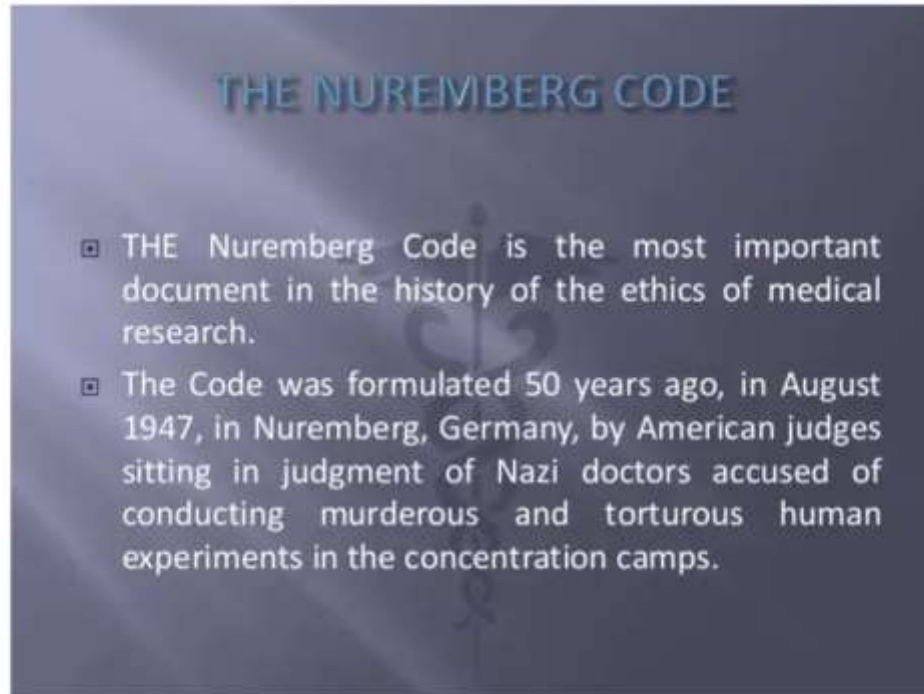 THE NUREMBERG CODE
THE Nuremberg Code is the most important
document in the history of the ethics of medical
research.
The Code was formulated 50 years ago, in August
1947, in Nuremberg, Germany, by American judges
sitting in judgment of Nazi doctors accused of
conducting murderous and torturous human
experiments in the concentration camps.